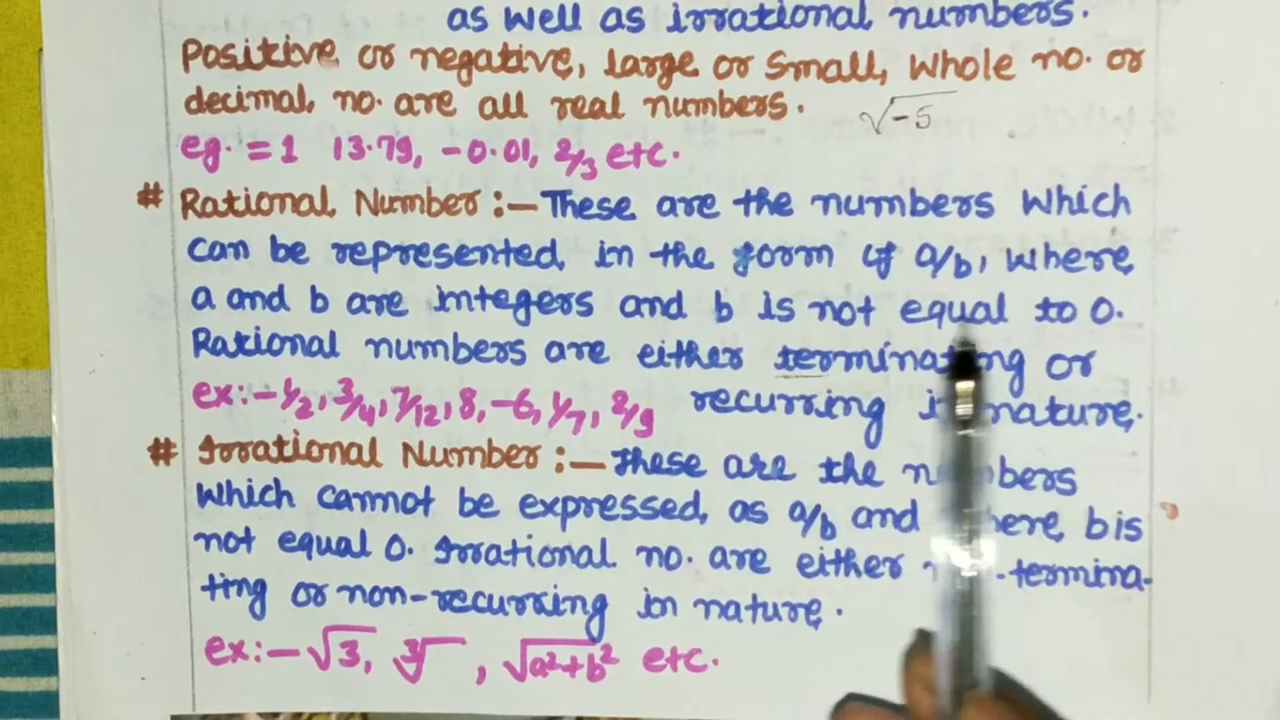 as well as irrational numbers.
Positive or negative, large or small, whole no. or
decimal no. are all real numbers. √-5
eg. = 1 13.79, -0.01, 2/3 etc.
# Rational Number :- These are the numbers which
can be represented in the form of a/b, where
a and b are integers and b is not equal to 0.
Rational numbers are either terminating or
ex:- 1/2, 3/4, 7/12, 8, -6, 1/7, 2/9 recurring nature.
# Irrational Number :- These are the numbers
which cannot be expressed as a/b and b is
not equal 0. Irrational no. are either -termina-
ting or non-recurring in nature.
ex:- √3, ³√ , √a²+b² etc.